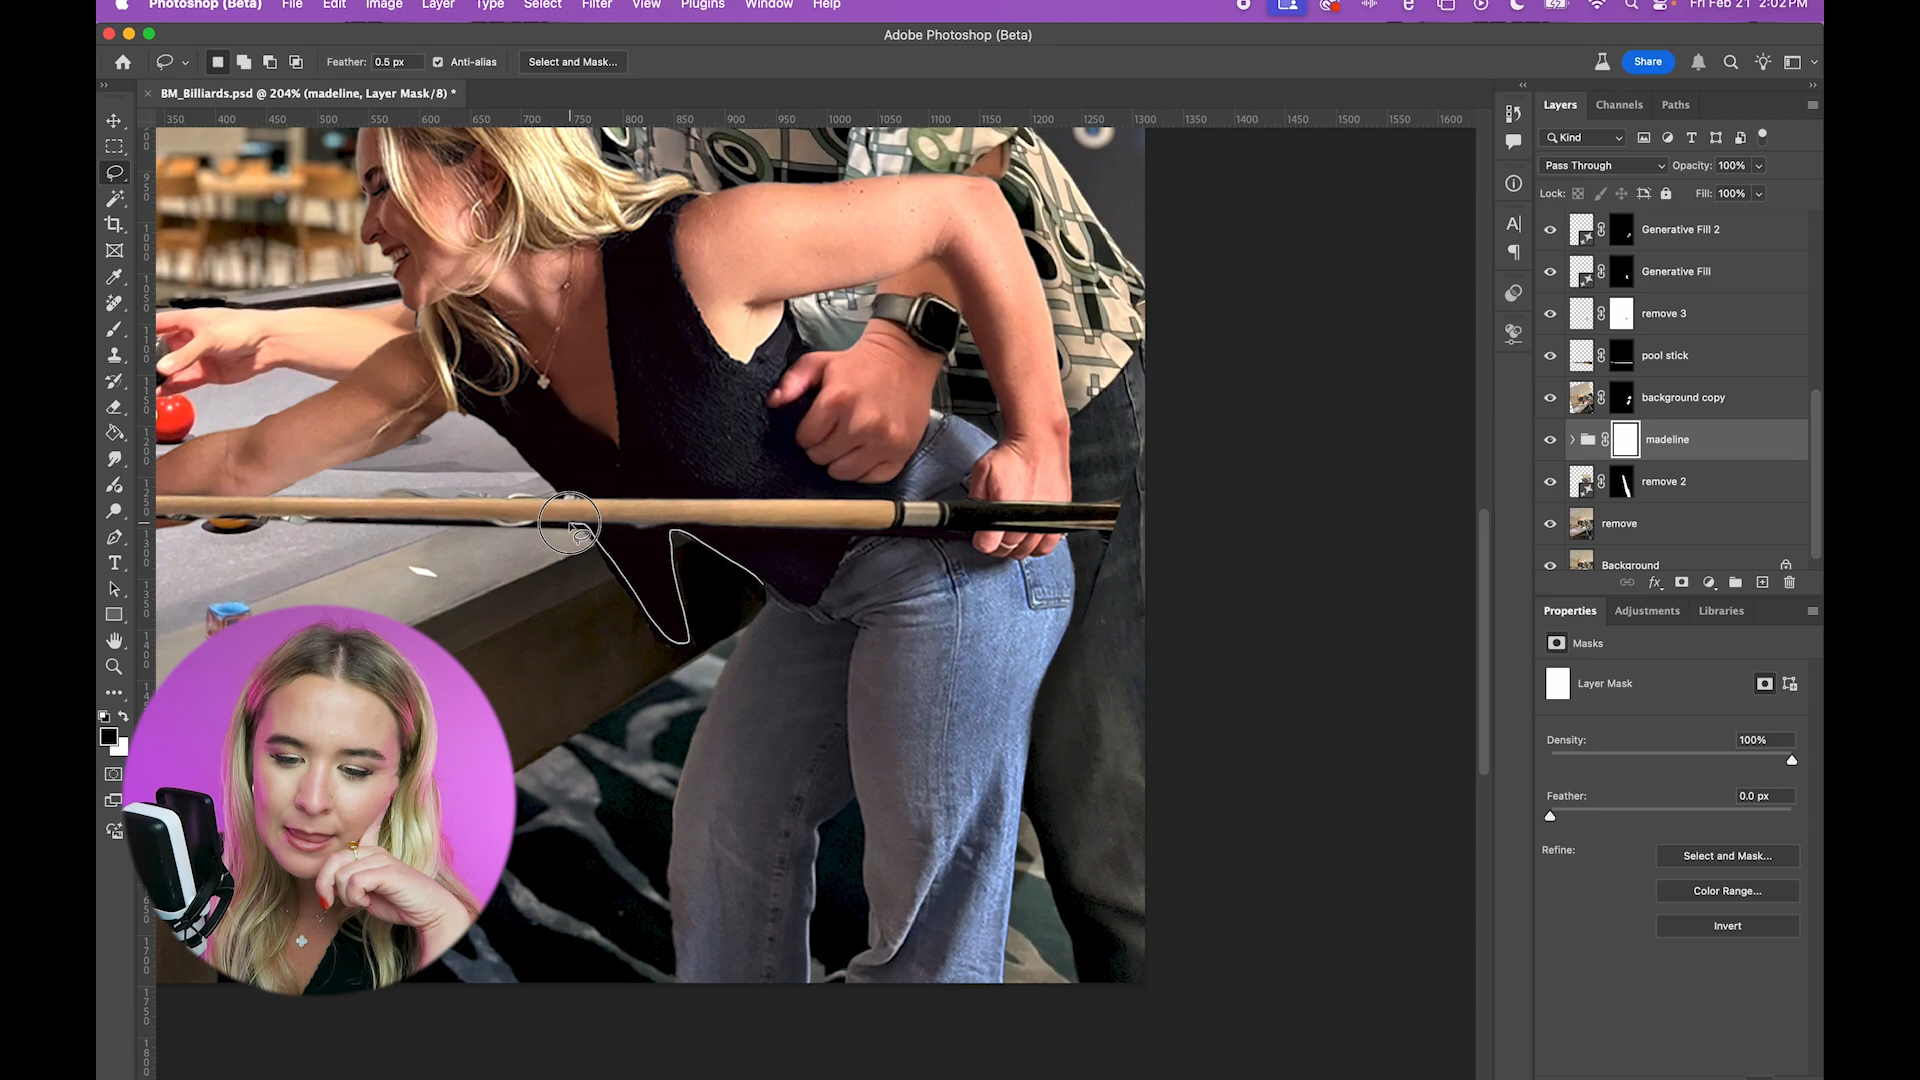 Photoshop (Beta) File Edit Image Layer Type Select Filter View Plugins Window Help Fri Feb 21 2:02 PM
Adobe Photoshop (Beta)
Feather: 0.5 px Anti-alias Select and Mask... Share
BM_Billiards.psd @ 204% (madeline, Layer Mask/8) *
350 400 450 500 550 600 650 700 750 800 850 900 950 1000 1050 1100 1150 1200 1250 1300 1350 1400 1450 1500 1550 1600
Layers Channels Paths
Kind
Pass Through Opacity: 100%
Lock: Fill: 100%
Generative Fill 2
Generative Fill
remove 3
pool stick
background copy
madeline
remove 2
remove
Background
fx
Properties Adjustments Libraries
Masks
Layer Mask
Density: 100%
Feather: 0.0 px
Refine: Select and Mask...
Color Range...
Invert